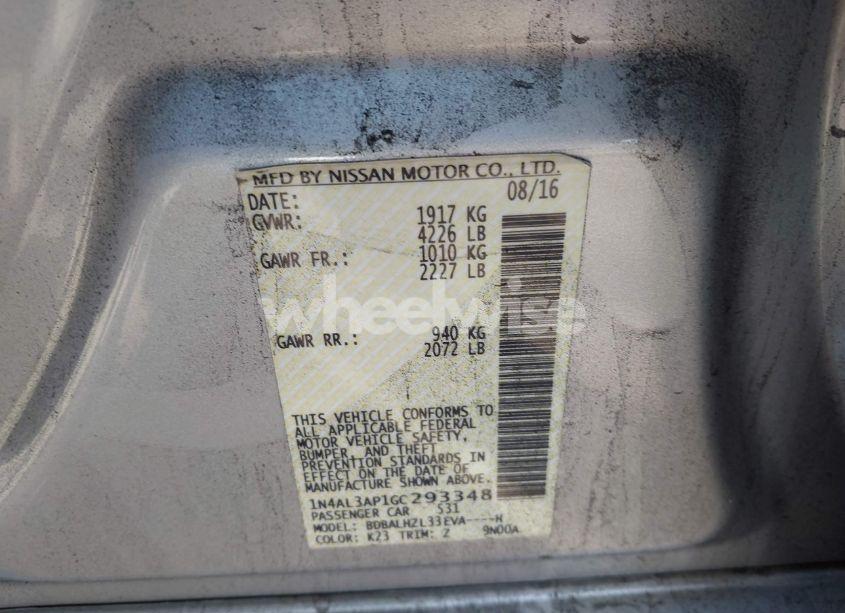 MFD BY NISSAN MOTOR CO., LTD.
DATE: 08/16
GVWR: 1917 KG
4226 LB
GAWR FR.: 1010 KG
2227 LB
wheelwise
GAWR RR.: 940 KG
2072 LB
THIS VEHICLE CONFORMS TO
ALL APPLICABLE FEDERAL
MOTOR VEHICLE SAFETY,
BUMPER, AND THEFT
PREVENTION STANDARDS IN
EFFECT ON THE DATE OF
MANUFACTURE SHOWN ABOVE.
1N4AL3AP1GC293348
PASSENGER CAR S31
MODEL: BDBALHZL33EVA----H
COLOR: K23 TRIM: Z 9N00A